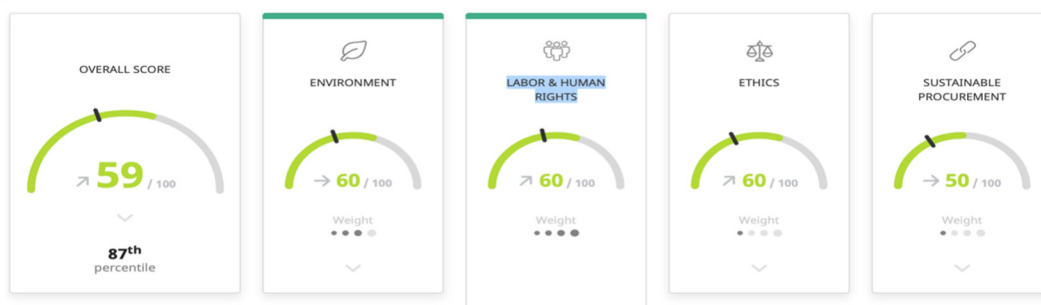 OVERALL SCORE
59 / 100
87th
percentile
ENVIRONMENT
60 / 100
Weight
LABOR & HUMAN
RIGHTS
60 / 100
Weight
ETHICS
60 / 100
Weight
SUSTAINABLE
PROCUREMENT
50 / 100
Weight